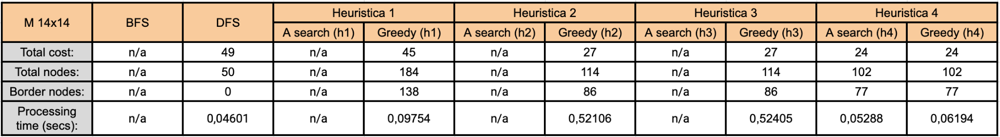 M 14x14 BFS DFS Heuristica 1 Heuristica 2 Heuristica 3 Heuristica 4
A search (h1) Greedy (h1) A search (h2) Greedy (h2) A search (h3) Greedy (h3) A search (h4) Greedy (h4)
Total cost: n/a 49 n/a 45 n/a 27 n/a 27 24 24
Total nodes: n/a 50 n/a 184 n/a 114 n/a 114 102 102
Border nodes: n/a 0 n/a 138 n/a 86 n/a 86 77 77
Processing
time (secs): n/a 0,04601 n/a 0,09754 n/a 0,52106 n/a 0,52405 0,05288 0,06194